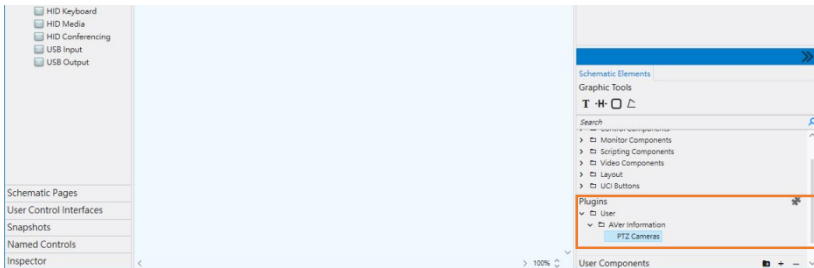 HID Keyboard
HID Media
HID Conferencing
USB Input
USB Output
Schematic Pages
User Control Interfaces
Snapshots
Named Controls
Inspector
100%
Schematic Elements
Graphic Tools
T H
Search
Control Components
Monitor Components
Scripting Components
Video Components
Layout
UCI Buttons
Plugins
User
AVer Information
PTZ Cameras
User Components